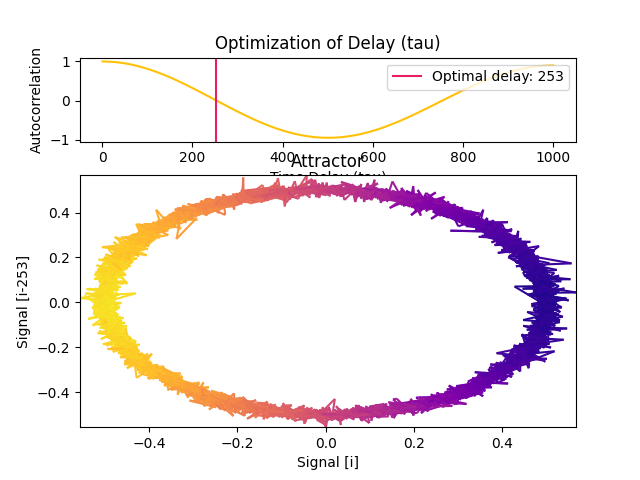 Optimization of Delay (tau)
Autocorrelation
1
0
−1
Optimal delay: 253
0
200
400
600
800
1000
Time Delay (tau)
Attractor
Signal [i-253]
0.4
0.2
0.0
−0.2
−0.4
−0.4
−0.2
0.0
0.2
0.4
Signal [i]